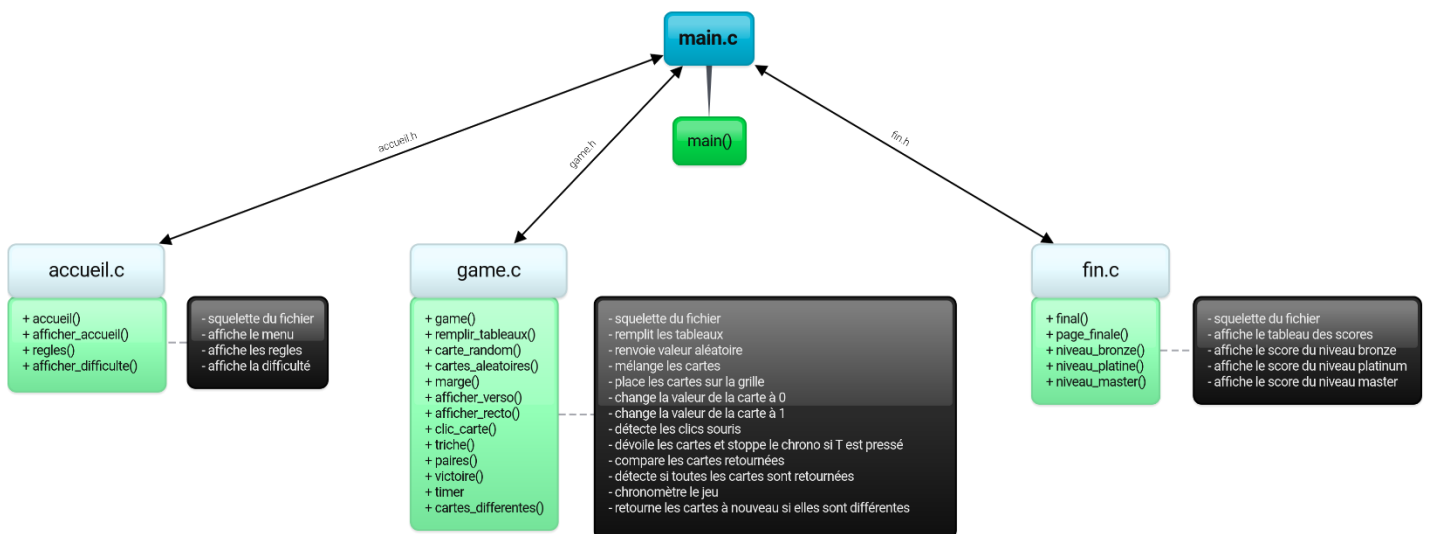 main.c
main()
accueil.h
game.h
fin.h
accueil.c
+ accueil()
+ afficher_accueil()
+ regles()
+ afficher_difficulte()
- squelette du fichier
- affiche le menu
- affiche les regles
- affiche la difficulté
game.c
+ game()
+ remplir_tableaux()
+ carte_random()
+ cartes_aleatoires()
+ marge()
+ afficher_verso()
+ afficher_recto()
+ clic_carte()
+ triche()
+ paires()
+ victoire()
+ timer
+ cartes_differentes()
- squelette du fichier
- remplit les tableaux
- renvoie valeur aléatoire
- mélange les cartes
- place les cartes sur la grille
- change la valeur de la carte à 0
- change la valeur de la carte à 1
- détecte les clics souris
- dévoile les cartes et stoppe le chrono si T est pressé
- compare les cartes retournées
- détecte si toutes les cartes sont retournées
- chronomètre le jeu
- retourne les cartes à nouveau si elles sont différentes
fin.c
+ final()
+ page_finale()
+ niveau_bronze()
+ niveau_platine()
+ niveau_master()
- squelette du fichier
- affiche le tableau des scores
- affiche le score du niveau bronze
- affiche le score du niveau platinum
- affiche le score du niveau master